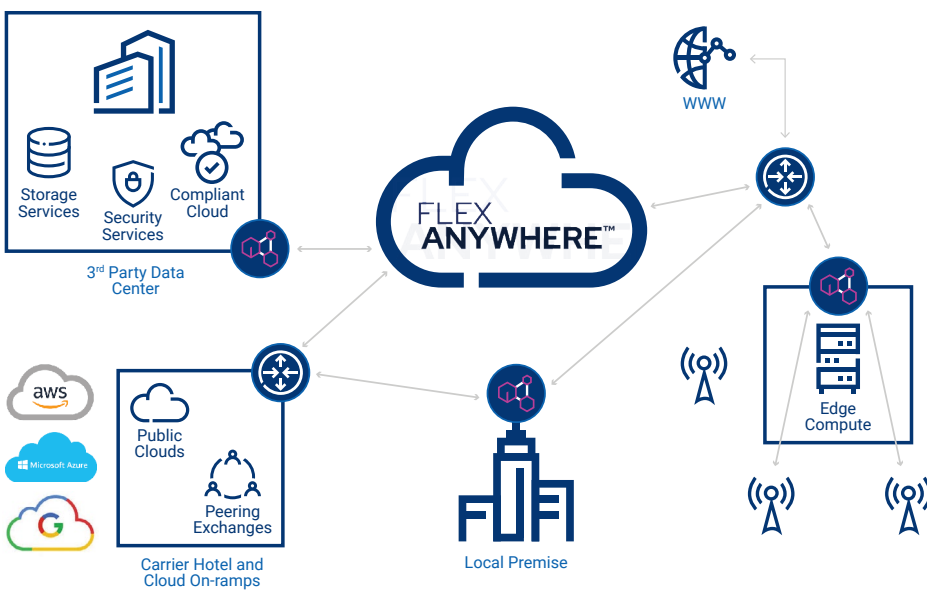 Storage
Services
Security
Services
Compliant
Cloud
3rd Party Data
Center
FLEX
ANYWHERE™
WWW
aws
Microsoft Azure
G
Public
Clouds
Peering
Exchanges
Carrier Hotel and
Cloud On-ramps
Local Premise
Edge
Compute